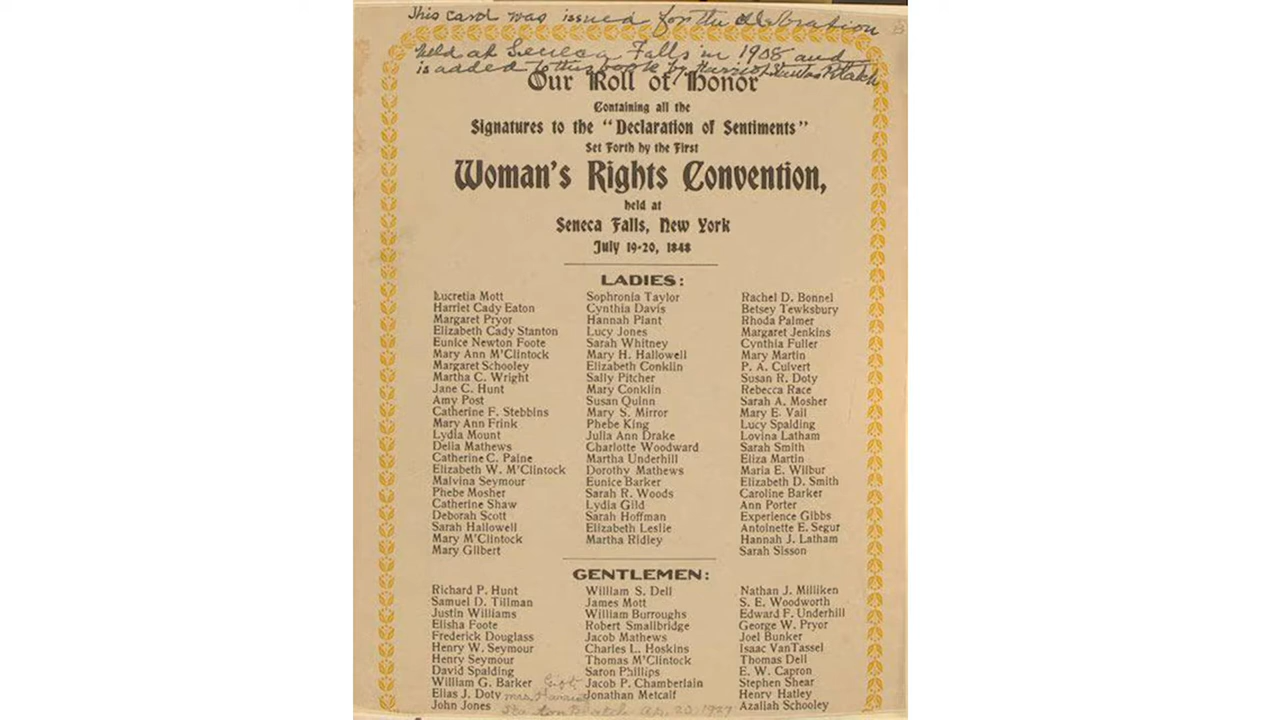 This card was issued for the celebration
held at Seneca Falls in 1908 and
is added to this book by Harriot Stanton Blatch
Our Roll of Honor
Containing all the
Signatures to the "Declaration of Sentiments"
Set Forth by the First
Woman's Rights Convention,
held at
Seneca Falls, New York
July 19-20, 1848
LADIES:
Lucretia Mott
Harriet Cady Eaton
Margaret Pryor
Elizabeth Cady Stanton
Eunice Newton Foote
Mary Ann M'Clintock
Margaret Schooley
Martha C. Wright
Jane C. Hunt
Amy Post
Catherine F. Stebbins
Mary Ann Frink
Lydia Mount
Delia Mathews
Catherine C. Paine
Elizabeth W. M'Clintock
Malvina Seymour
Phebe Mosher
Catherine Shaw
Deborah Scott
Sarah Hallowell
Mary M'Clintock
Mary Gilbert
Sophronia Taylor
Cynthia Davis
Hannah Plant
Lucy Jones
Sarah Whitney
Mary H. Hallowell
Elizabeth Conklin
Sally Pitcher
Mary Conklin
Susan Quinn
Mary S. Mirror
Phebe King
Julia Ann Drake
Charlotte Woodward
Martha Underhill
Dorothy Mathews
Eunice Barker
Sarah R. Woods
Lydia Gild
Sarah Hoffman
Elizabeth Leslie
Martha Ridley
Rachel D. Bonnel
Betsey Tewksbury
Rhoda Palmer
Margaret Jenkins
Cynthia Fuller
Mary Martin
P. A. Culvert
Susan R. Doty
Rebecca Race
Sarah A. Mosher
Mary E. Vail
Lucy Spalding
Lovina Latham
Sarah Smith
Eliza Martin
Maria E. Wilbur
Elizabeth D. Smith
Caroline Barker
Ann Porter
Experience Gibbs
Antoinette E. Segur
Hannah J. Latham
Sarah Sisson
GENTLEMEN:
Richard P. Hunt
Samuel D. Tillman
Justin Williams
Elisha Foote
Frederick Douglass
Henry W. Seymour
Henry Seymour
David Spalding
William G. Barker
Elias J. Doty
John Jones
William S. Dell
James Mott
William Burroughs
Robert Smallbridge
Jacob Mathews
Charles L. Hoskins
Thomas M'Clintock
Saron Phillips
Jacob P. Chamberlain
Jonathan Metcalf
Nathan J. Milliken
S. E. Woodworth
Edward F. Underhill
George W. Pryor
Joel Bunker
Isaac VanTassel
Thomas Dell
E. W. Capron
Stephen Shear
Henry Hatley
Azaliah Schooley
Gift
Mrs. Harriot
Stanton Blatch Ap. 20, 1927